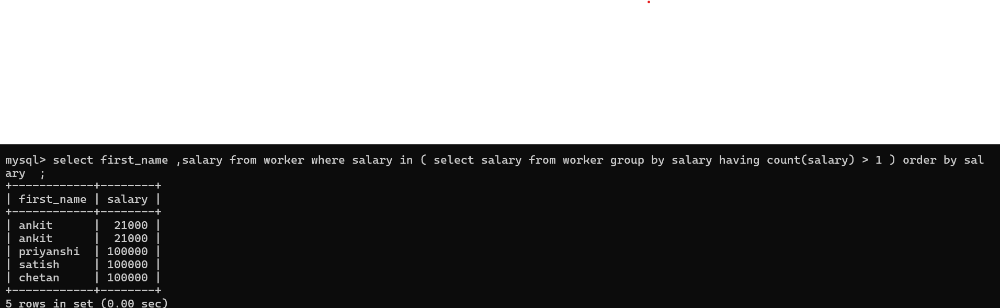 mysql> select first_name ,salary from worker where salary in ( select salary from worker group by salary having count(salary) > 1 ) order by sal
ary  ;
+------------+--------+
| first_name | salary |
+------------+--------+
| ankit      |  21000 |
| ankit      |  21000 |
| priyanshi  | 100000 |
| satish     | 100000 |
| chetan     | 100000 |
+------------+--------+
5 rows in set (0.00 sec)